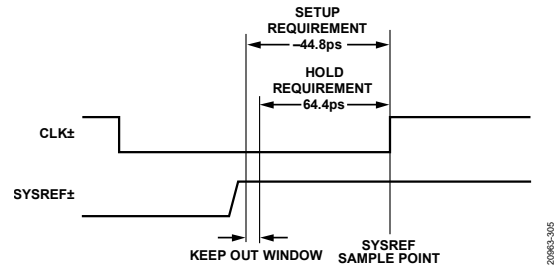 SETUP
REQUIREMENT
–44.8ps
HOLD
REQUIREMENT
64.4ps
CLK±
SYSREF±
KEEP OUT WINDOW
SYSREF
SAMPLE POINT
20963-305